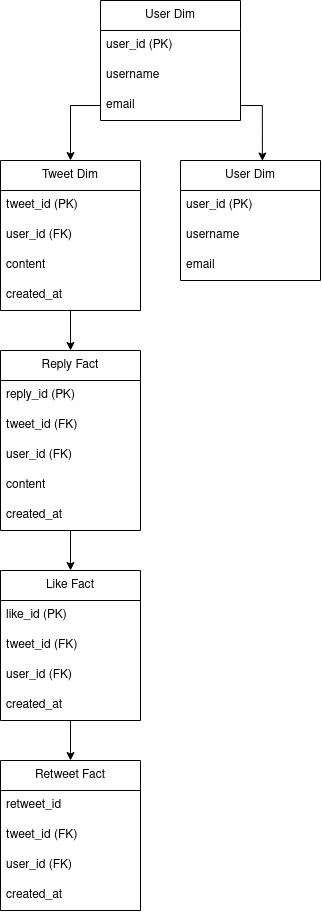 User Dim
user_id (PK)
username
email
Tweet Dim
tweet_id (PK)
user_id (FK)
content
created_at
User Dim
user_id (PK)
username
email
Reply Fact
reply_id (PK)
tweet_id (FK)
user_id (FK)
content
created_at
Like Fact
like_id (PK)
tweet_id (FK)
user_id (FK)
created_at
Retweet Fact
retweet_id
tweet_id (FK)
user_id (FK)
created_at